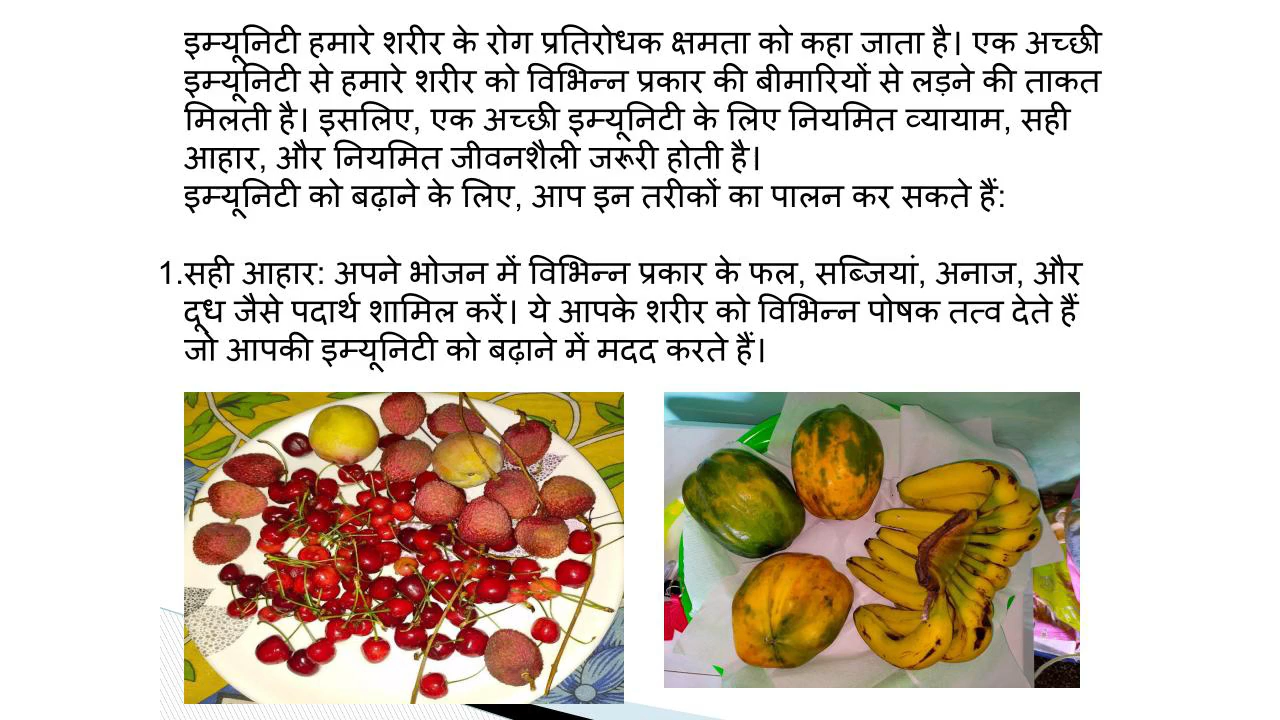 इम्यूनिटी हमारे शरीर के रोग प्रतिरोधक क्षमता को कहा जाता है। एक अच्छी
इम्यूनिटी से हमारे शरीर को विभिन्न प्रकार की बीमारियों से लड़ने की ताकत
मिलती है। इसलिए, एक अच्छी इम्यूनिटी के लिए नियमित व्यायाम, सही
आहार, और नियमित जीवनशैली जरूरी होती है।
इम्यूनिटी को बढ़ाने के लिए, आप इन तरीकों का पालन कर सकते हैं:
1.सही आहार: अपने भोजन में विभिन्न प्रकार के फल, सब्जियां, अनाज, और
दूध जैसे पदार्थ शामिल करें। ये आपके शरीर को विभिन्न पोषक तत्व देते हैं
जो आपकी इम्यूनिटी को बढ़ाने में मदद करते हैं।